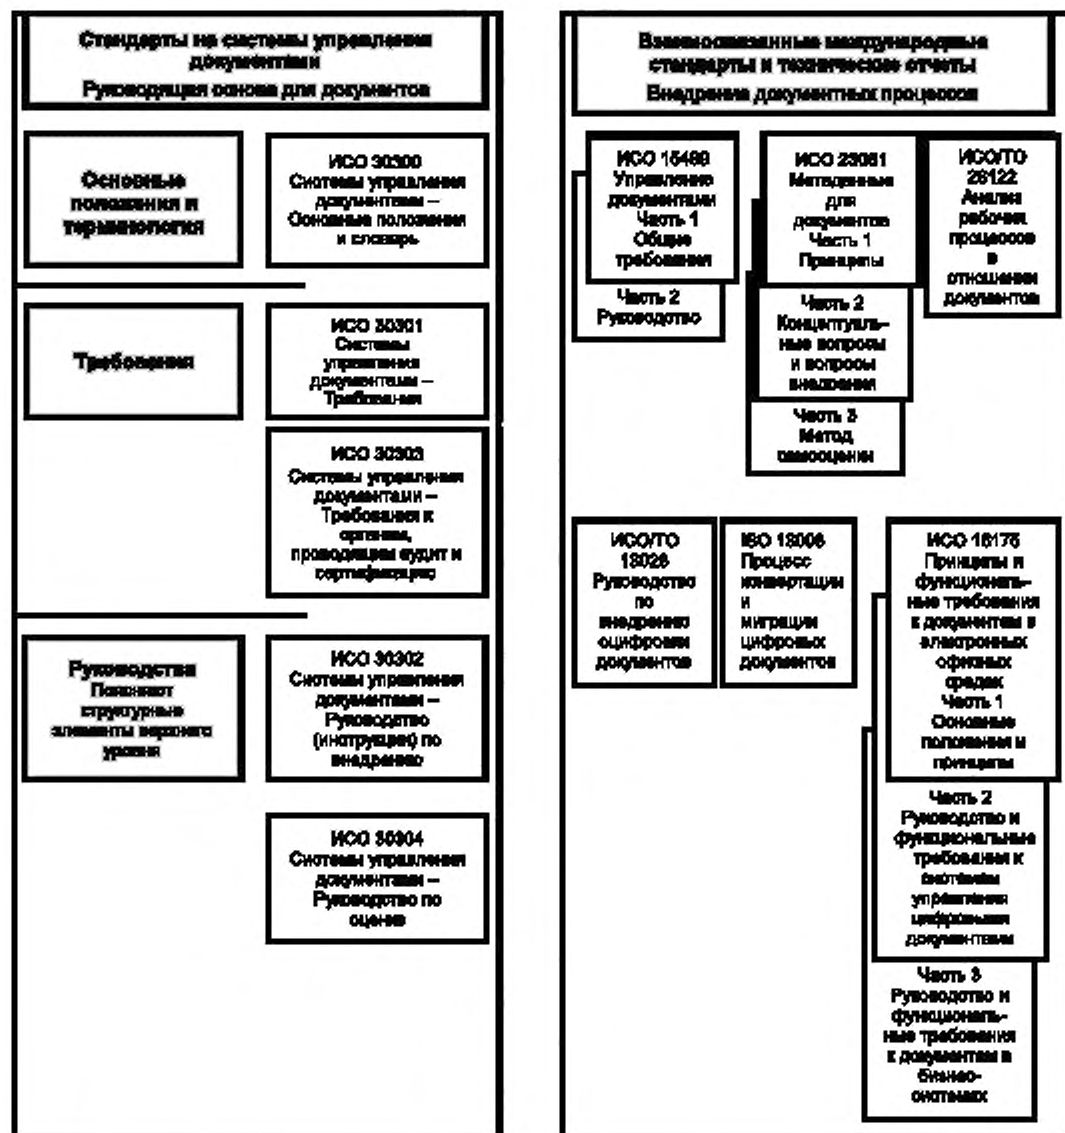 Стандарты на системы управления
документами
Руководящая основа для документов
Основные
положения и
терминология
ИСО 30300
Системы управления
документами –
Основные положения
и словарь
Требования
ИСО 30301
Системы
управления
документами –
Требования
ИСО 30303
Системы управления
документами –
Требования к
органам,
проводящим аудит и
сертификацию
Руководства
Поясняют
структурные
элементы верхнего
уровня
ИСО 30302
Системы управления
документами –
Руководство
(инструкции) по
внедрению
ИСО 30304
Системы управления
документами –
Руководство по
оценке
Взаимосвязанные международные
стандарты и технические отчеты
Внедрение документных процессов
ИСО 15489
Управление
документами
Часть 1
Общие
требования
Часть 2
Руководство
ИСО 23081
Метаданные
для
документов
Часть 1
Принципы
Часть 2
Концептуаль-
ные вопросы
и вопросы
внедрения
Часть 3
Метод
самооценки
ИСО/ТО
26122
Анализ
рабочих
процессов
в
отношении
документов
ИСО/ТО
13028
Руководство
по
внедрению
оцифровки
документов
ISO 13008
Процесс
конвертации
и
миграции
цифровых
документов
ИСО 16175
Принципы и
функциональ-
ные требования
к документам в
электронных
офисных
средах
Часть 1
Основные
положения и
принципы
Часть 2
Руководство и
функциональные
требования к
системам
управления
цифровыми
документами
Часть 3
Руководство и
функциональ-
ные требования
к документам в
бизнес-
системах